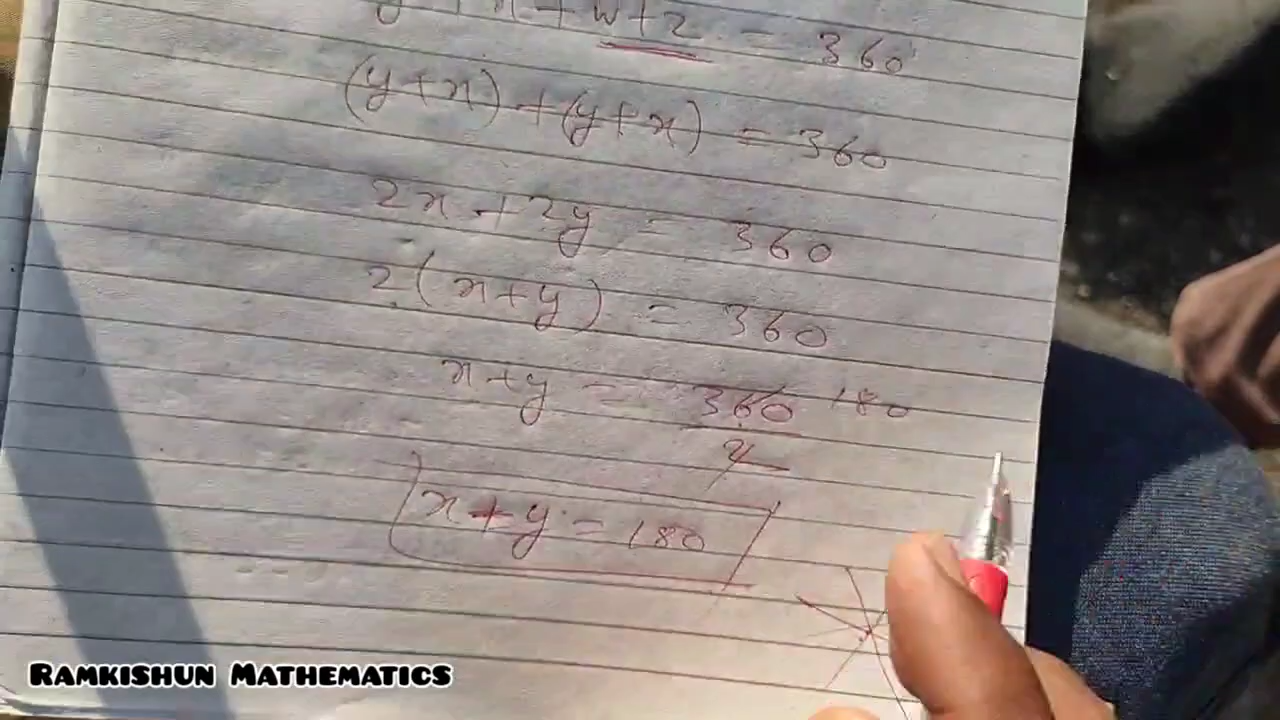 y + x + w + z = 360
(y + x) + (y + x) = 360
2x + 2y = 360
2(x + y) = 360
x + y = 360 180
2
x + y = 180
RAMKISHUN MATHEMATICS